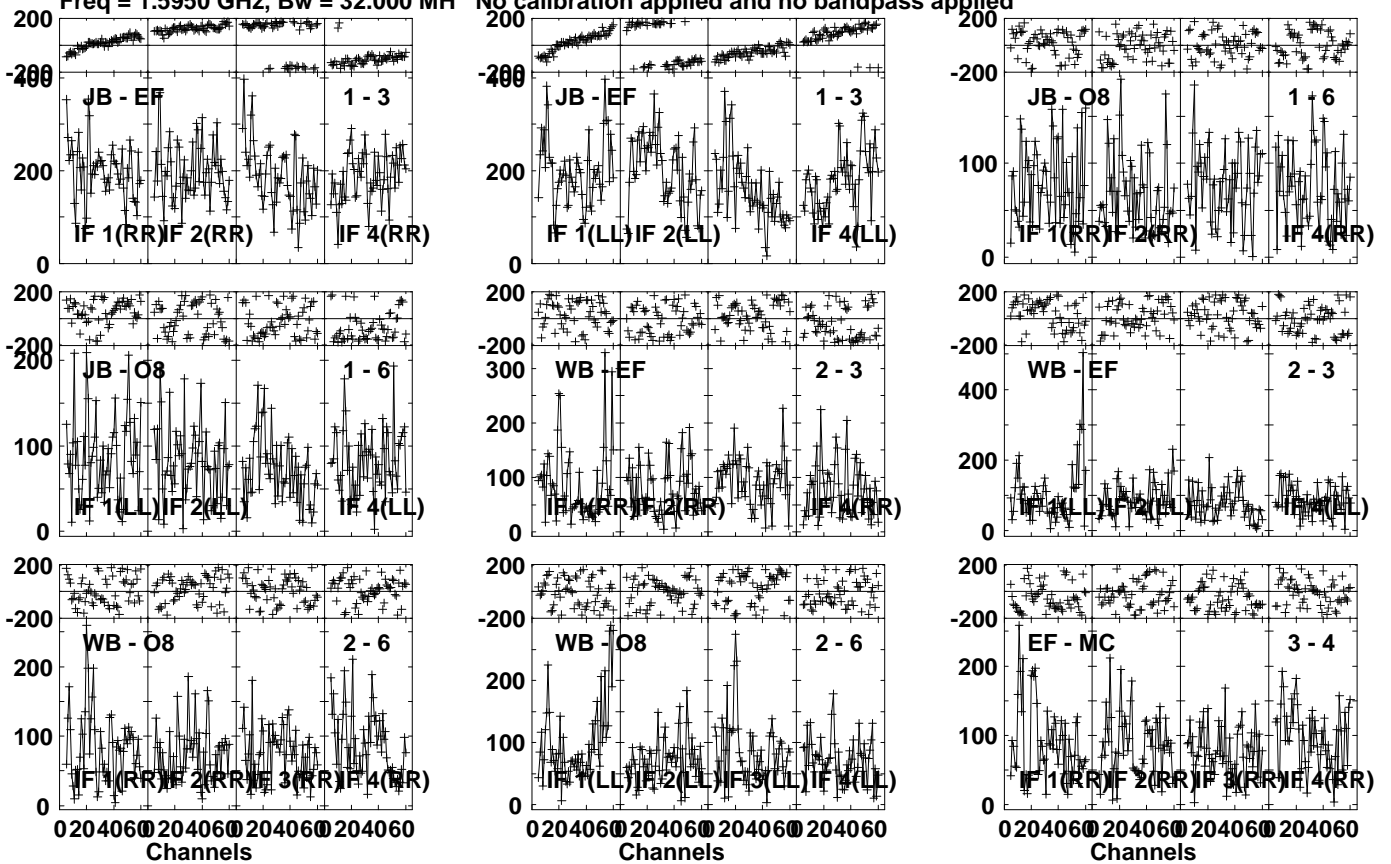 Freq = 1.5950 GHz, Bw = 32.000 MH No calibration applied and no bandpass applied
200
-200
400
200
0
JB - EF 1 - 3
IF 1(RR) IF 2(RR) IF 4(RR)
200
-200
400
200
0
JB - EF 1 - 3
IF 1(LL) IF 2(LL) IF 4(LL)
200
-200
100
0
JB - O8 1 - 6
IF 1(RR) IF 2(RR) IF 4(RR)
200
-200
200
100
0
JB - O8 1 - 6
IF 1(LL) IF 2(LL) IF 4(LL)
200
-200
300
200
100
0
WB - EF 2 - 3
IF 1(RR) IF 2(RR) IF 4(RR)
200
-200
400
200
0
WB - EF 2 - 3
IF 1(LL) IF 2(LL) IF 4(LL)
200
-200
200
100
0
WB - O8 2 - 6
IF 1(RR) IF 2(RR) IF 3(RR) IF 4(RR)
0 20 40 60 0 20 40 60 0 20 40 60 0 20 40 60
Channels
200
-200
200
100
0
WB - O8 2 - 6
IF 1(LL) IF 2(LL) IF 3(LL) IF 4(LL)
0 20 40 60 0 20 40 60 0 20 40 60 0 20 40 60
Channels
200
-200
200
100
0
EF - MC 3 - 4
IF 1(RR) IF 2(RR) IF 3(RR) IF 4(RR)
0 20 40 60 0 20 40 60 0 20 40 60 0 20 40 60
Channels